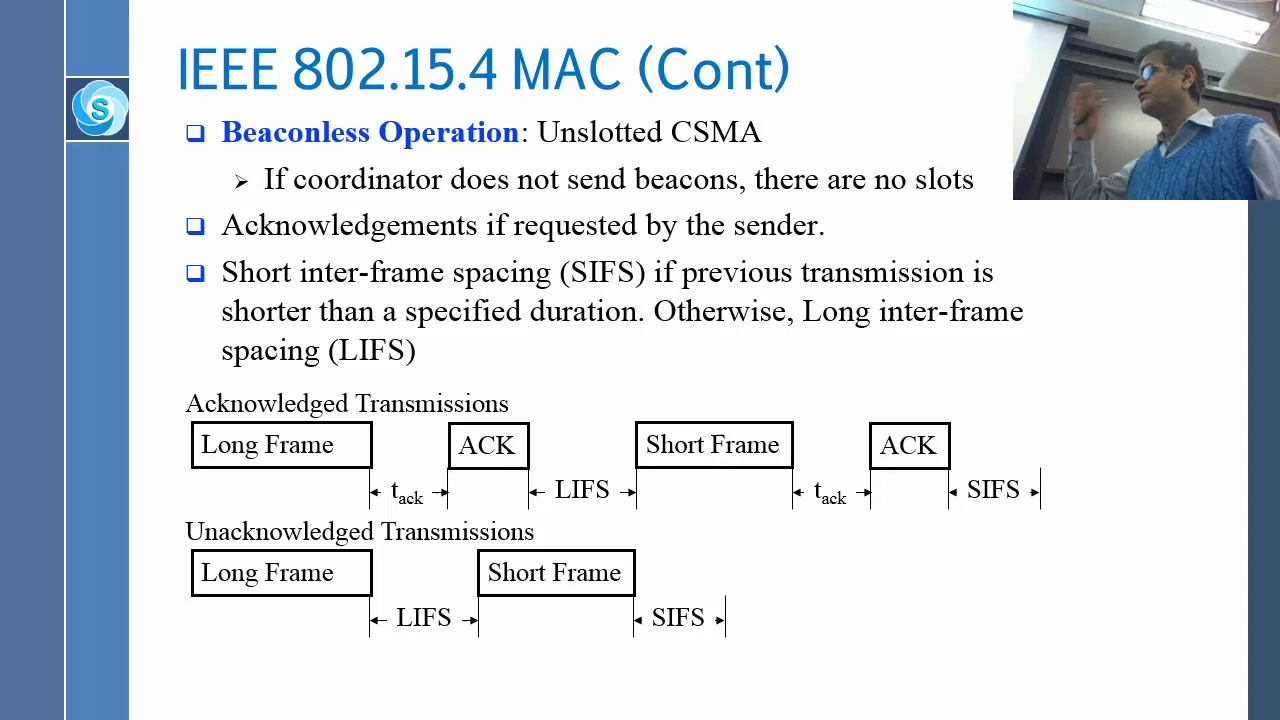 IEEE 802.15.4 MAC (Cont)
S
Beaconless Operation: Unslotted CSMA
If coordinator does not send beacons, there are no slots
Acknowledgements if requested by the sender.
Short inter-frame spacing (SIFS) if previous transmission is
shorter than a specified duration. Otherwise, Long inter-frame
spacing (LIFS)
Acknowledged Transmissions
Long Frame ACK Short Frame ACK
tack LIFS tack SIFS
Unacknowledged Transmissions
Long Frame Short Frame
LIFS SIFS